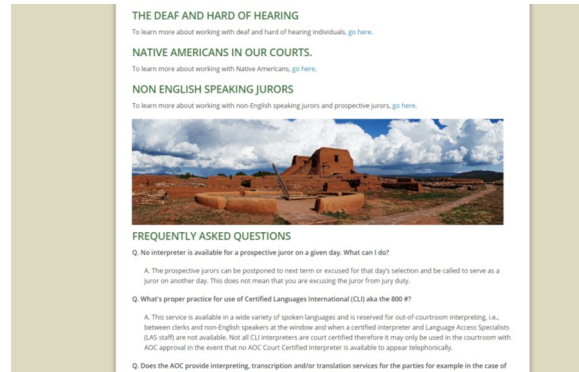 THE DEAF AND HARD OF HEARING
To learn more about working with deaf and hard of hearing individuals, go here.
NATIVE AMERICANS IN OUR COURTS.
To learn more about working with Native Americans, go here.
NON ENGLISH SPEAKING JURORS
To learn more about working with non-English speaking jurors and prospective jurors, go here.
FREQUENTLY ASKED QUESTIONS
Q. No interpreter is available for a prospective juror on a given day. What can I do?
A. The prospective jurors can be postponed to next term or excused for that day's selection and be called to serve as a
juror on another day. This does not mean that you are excusing the juror from jury duty.
Q. What's proper practice for use of Certified Languages International (CLI) aka the 800 #?
A. This service is available in a wide variety of spoken languages and is reserved for out-of-courtroom interpreting, i.e.,
between clerks and non-English speakers at the window and when a certified interpreter and Language Access Specialists
(LAS staff) are not available. Not all CLI interpreters are court certified therefore it may only be used in the courtroom with
AOC approval in the event that no AOC Court Certified Interpreter is available to appear telephonically.
Q. Does the AOC provide interpreting, transcription and/or translation services for the parties for example in the case of